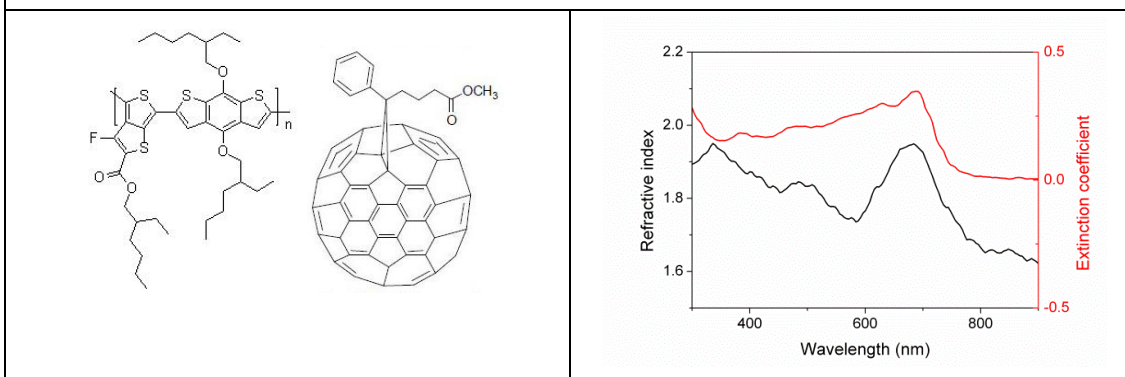 S
S
S
F
S
O
O
O
O
S
n
OCH3
O
2.2
2.0
1.8
1.6
Refractive index
400
600
800
Wavelength (nm)
0.5
0.0
-0.5
Extinction coefficient